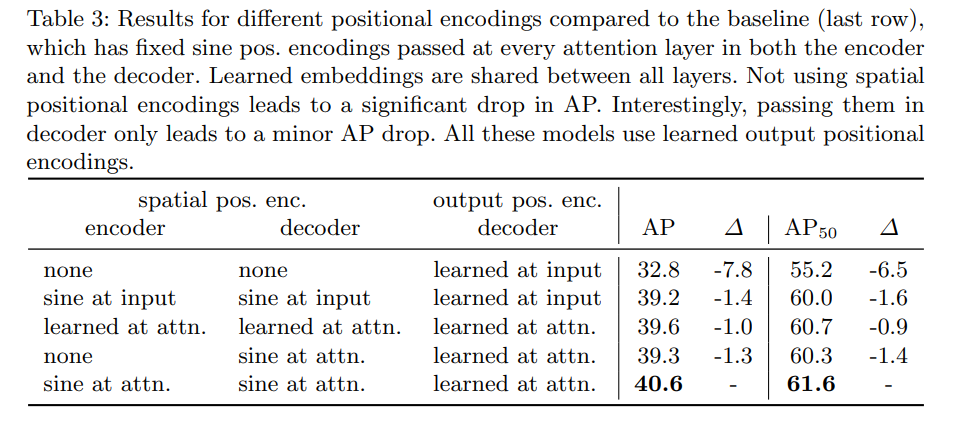 Table 3: Results for different positional encodings compared to the baseline (last row),
which has fixed sine pos. encodings passed at every attention layer in both the encoder
and the decoder. Learned embeddings are shared between all layers. Not using spatial
positional encodings leads to a significant drop in AP. Interestingly, passing them in
decoder only leads to a minor AP drop. All these models use learned output positional
encodings.
spatial pos. enc. output pos. enc.
encoder decoder decoder AP Δ AP50 Δ
none none learned at input 32.8 -7.8 55.2 -6.5
sine at input sine at input learned at input 39.2 -1.4 60.0 -1.6
learned at attn. learned at attn. learned at attn. 39.6 -1.0 60.7 -0.9
none sine at attn. learned at attn. 39.3 -1.3 60.3 -1.4
sine at attn. sine at attn. learned at attn. 40.6 - 61.6 -